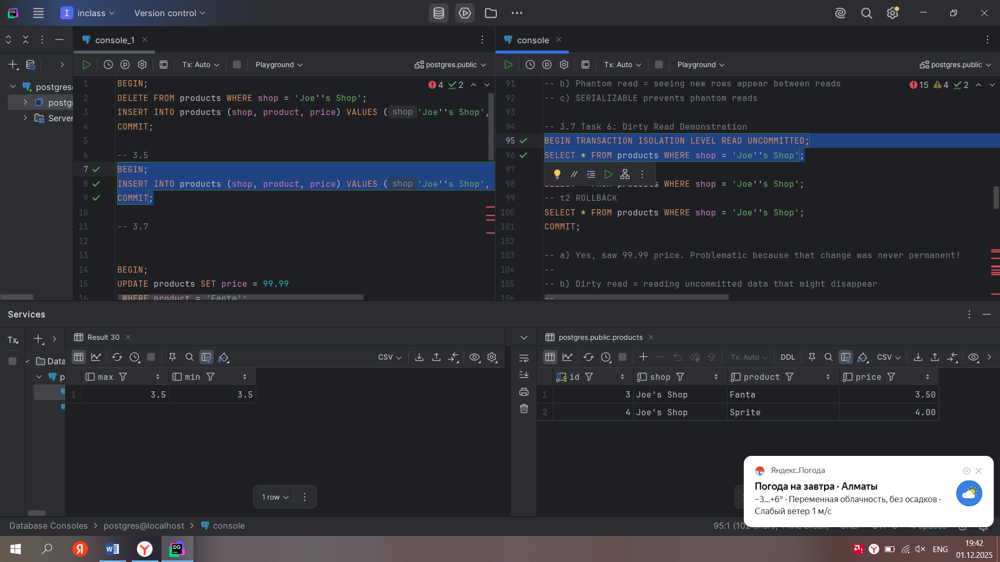 DG
I inclass
Version control
console_1
console
Tx: Auto
Playground
postgres.public
Tx: Auto
Playground
postgres.public
postgres
postgr
Server
4 2
1 BEGIN;
2 DELETE FROM products WHERE shop = 'Joe''s Shop';
3 INSERT INTO products (shop, product, price) VALUES ( shop 'Joe''s Shop',
4 COMMIT;
5
6 -- 3.5
7 BEGIN;
8 INSERT INTO products (shop, product, price) VALUES ( shop 'Joe''s Shop',
9 COMMIT;
10
11 -- 3.7
12
13
14 BEGIN;
15 UPDATE products SET price = 99.99
16 WHERE product = 'Fanta';
15 4 2
91 -- b) Phantom read = seeing new rows appear between reads
92 -- c) SERIALIZABLE prevents phantom reads
93
94 -- 3.7 Task 6: Dirty Read Demonstration
95 BEGIN TRANSACTION ISOLATION LEVEL READ UNCOMMITTED;
96 SELECT * FROM products WHERE shop = 'Joe''s Shop';
97
98 SELECT * FROM products WHERE shop = 'Joe''s Shop';
99 -- t2 ROLLBACK
100 SELECT * FROM products WHERE shop = 'Joe''s Shop';
101 COMMIT;
102
103 -- a) Yes, saw 99.99 price. Problematic because that change was never permanent!
104 --
105 -- b) Dirty read = reading uncommitted data that might disappear
106 --
Services
Tx
Data
p
Result 30
CSV
max min
1 3.5 3.5
1 row
postgres.public.products
Tx: Auto DDL CSV
id shop product price
1 3 Joe's Shop Fanta 3.50
2 4 Joe's Shop Sprite 4.00
Яндекс.Погода
Погода на завтра · Алматы
−3...+6° · Переменная облачность, без осадков ·
Слабый ветер 1 м/с
Database Consoles > postgres@localhost > console
95:1
Я
W
Y
DG
ENG
19:42
01.12.2025